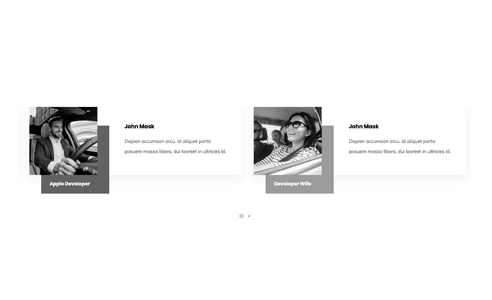 John Mask
Dapien accumsan arcu. Id aliquet porta
posuere massa libero, dui laoreet in ultricies id.
Apple Developer
John Mask
Dapien accumsan arcu. Id aliquet porta
posuere massa libero, dui laoreet in ultricies id.
Developer Wife